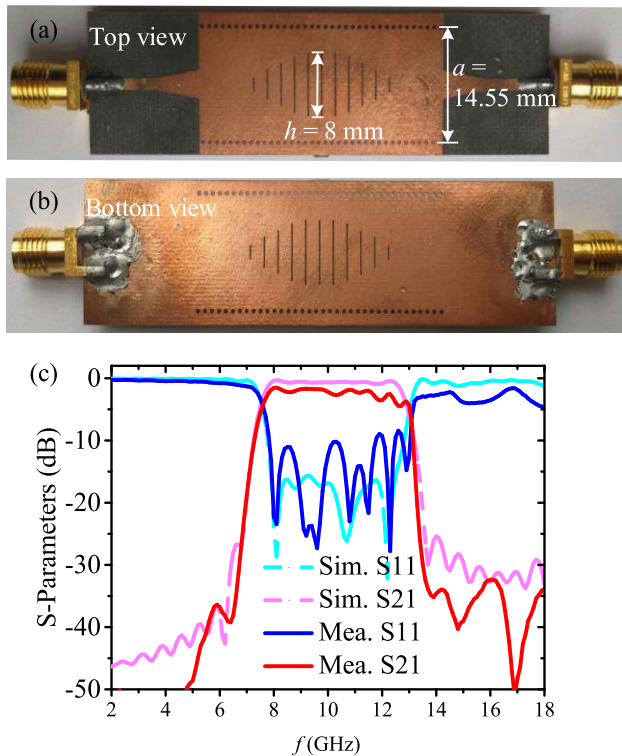 (a)
Top view
a =
14.55 mm
h = 8 mm
(b)
Bottom view
(c)
S-Parameters (dB)
0
-10
-20
-30
-40
-50
Sim. S11
Sim. S21
Mea. S11
Mea. S21
2 4 6 8 10 12 14 16 18
f (GHz)